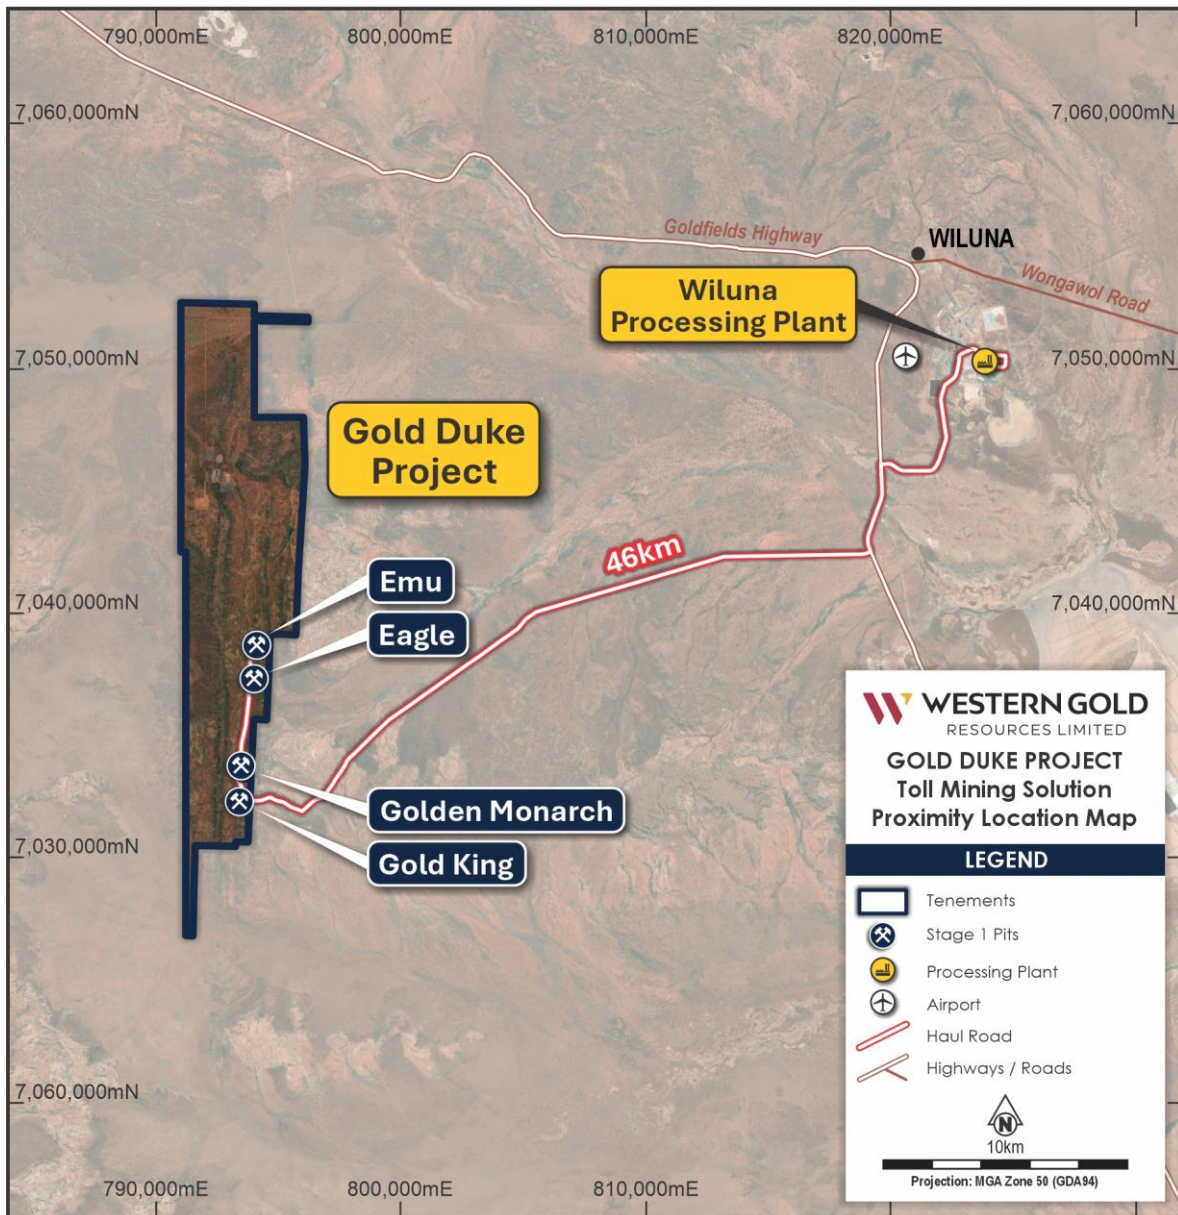 790,000mE
800,000mE
810,000mE
820,000mE
7,060,000mN
7,060,000mN
Goldfields Highway
WILUNA
Wongawol Road
Wiluna
Processing Plant
7,050,000mN
7,050,000mN
Gold Duke
Project
46km
Emu
Eagle
7,040,000mN
7,040,000mN
Golden Monarch
Gold King
7,030,000mN
7,060,000mN
790,000mE
800,000mE
810,000mE
WESTERN GOLD
RESOURCES LIMITED
GOLD DUKE PROJECT
Toll Mining Solution
Proximity Location Map
LEGEND
Tenements
Stage 1 Pits
Processing Plant
Airport
Haul Road
Highways / Roads
N
10km
Projection: MGA Zone 50 (GDA94)